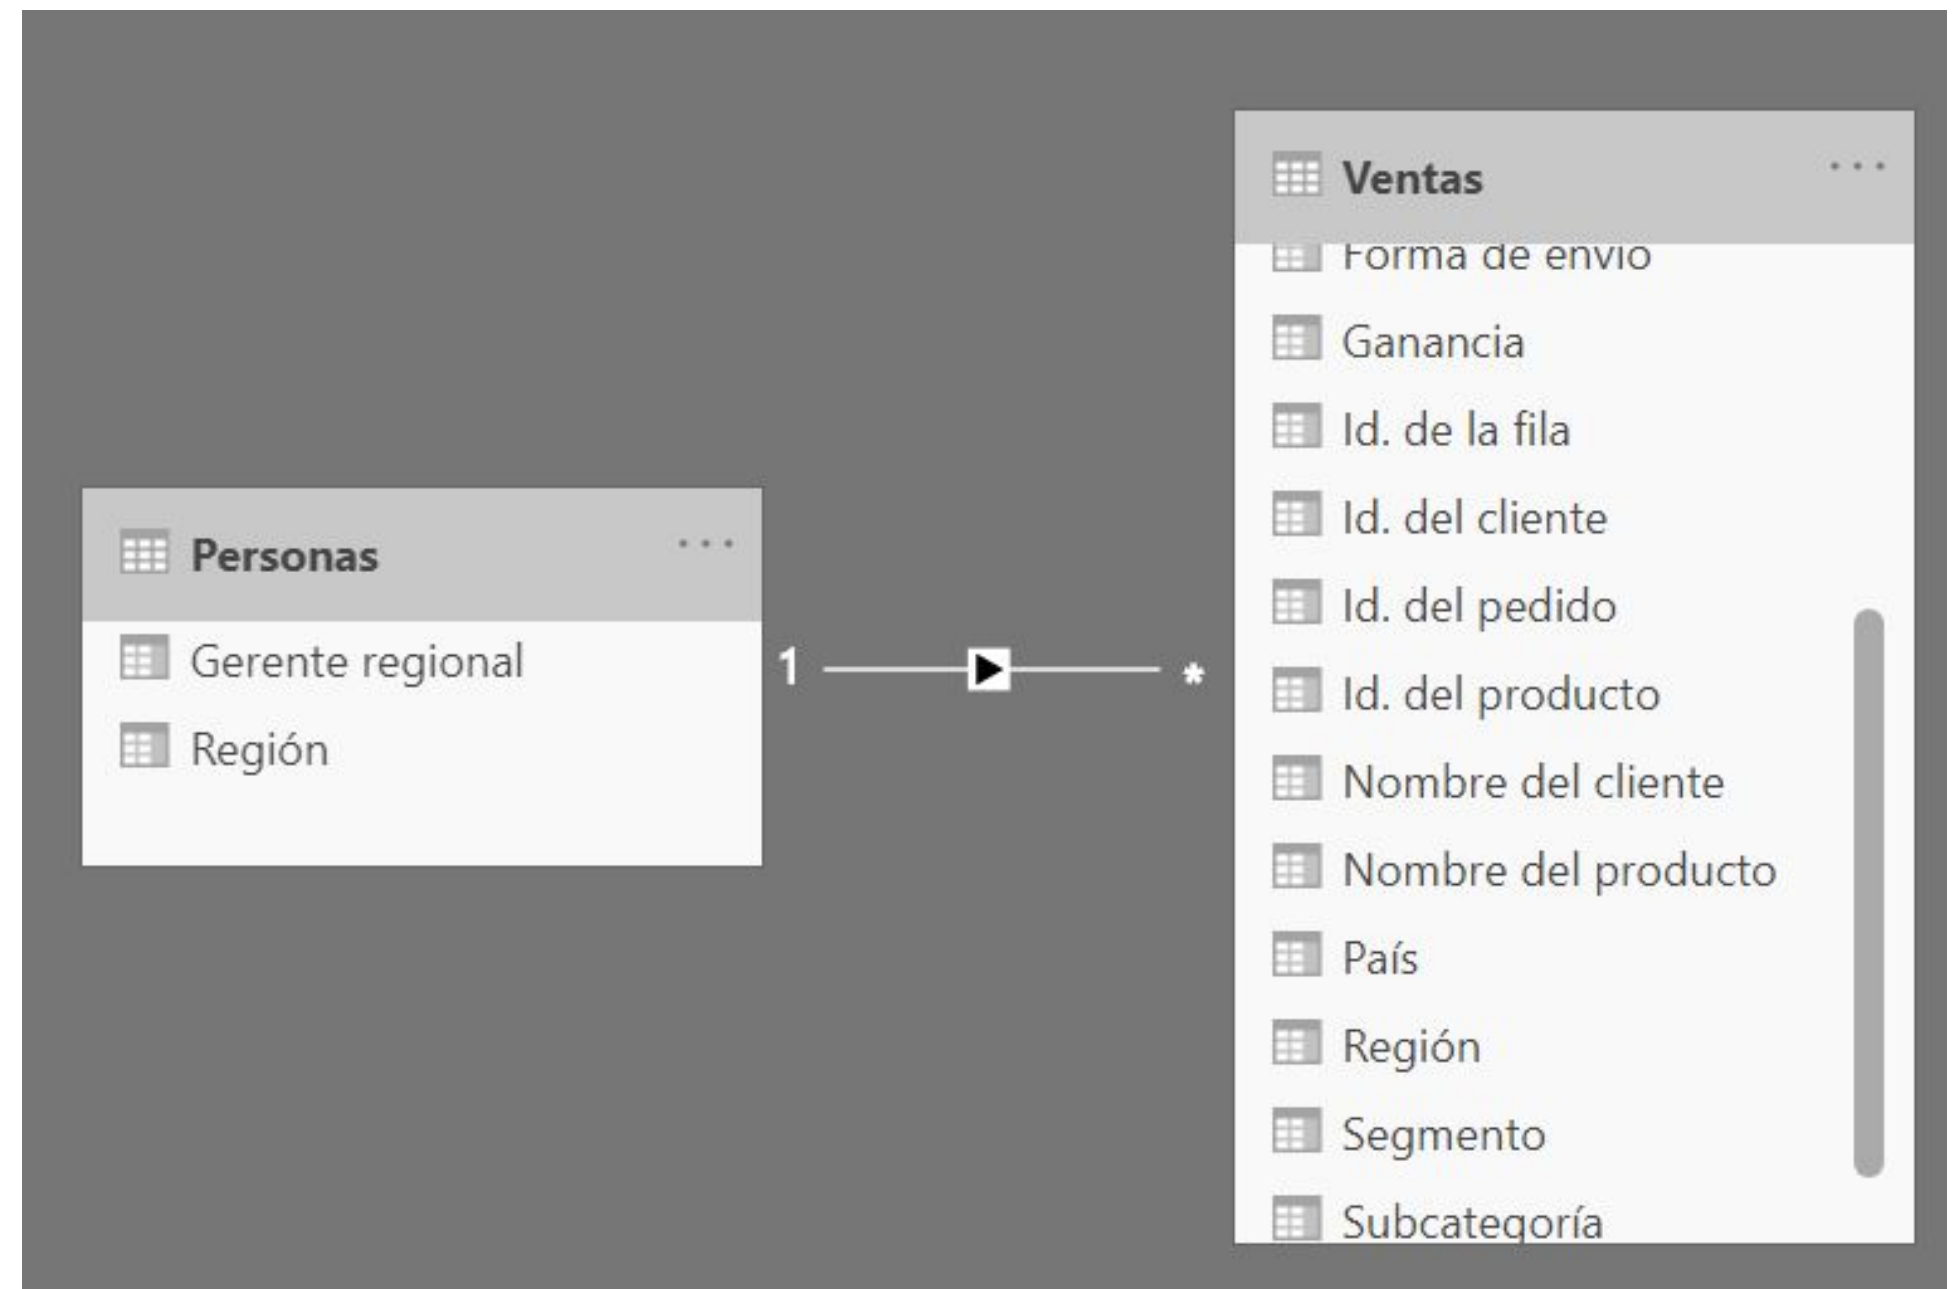 Personas
Gerente regional
Región
1
*
Ventas
Forma de envío
Ganancia
Id. de la fila
Id. del cliente
Id. del pedido
Id. del producto
Nombre del cliente
Nombre del producto
País
Región
Segmento
Subcategoría